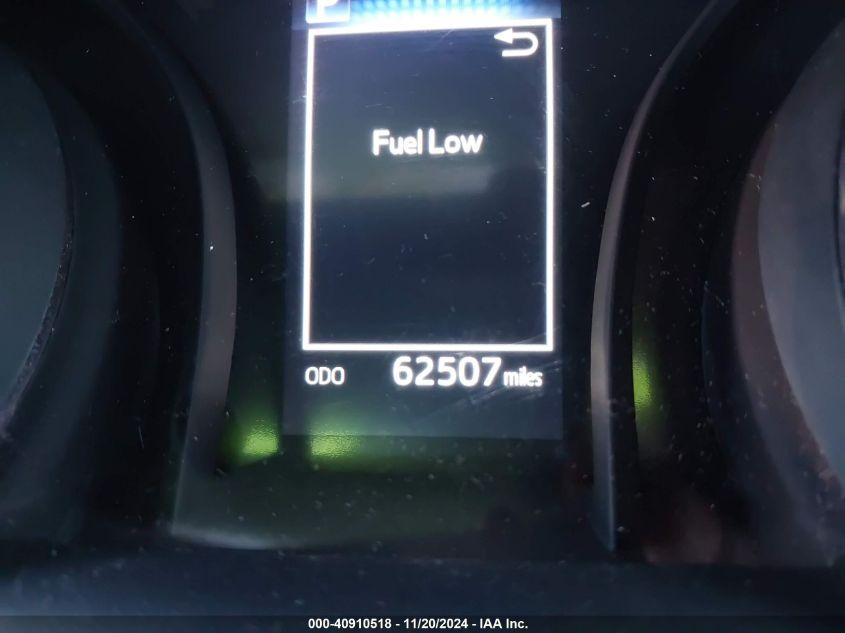 P
Fuel Low
ODO 62507 miles
000-40910518 - 11/20/2024 - IAA Inc.